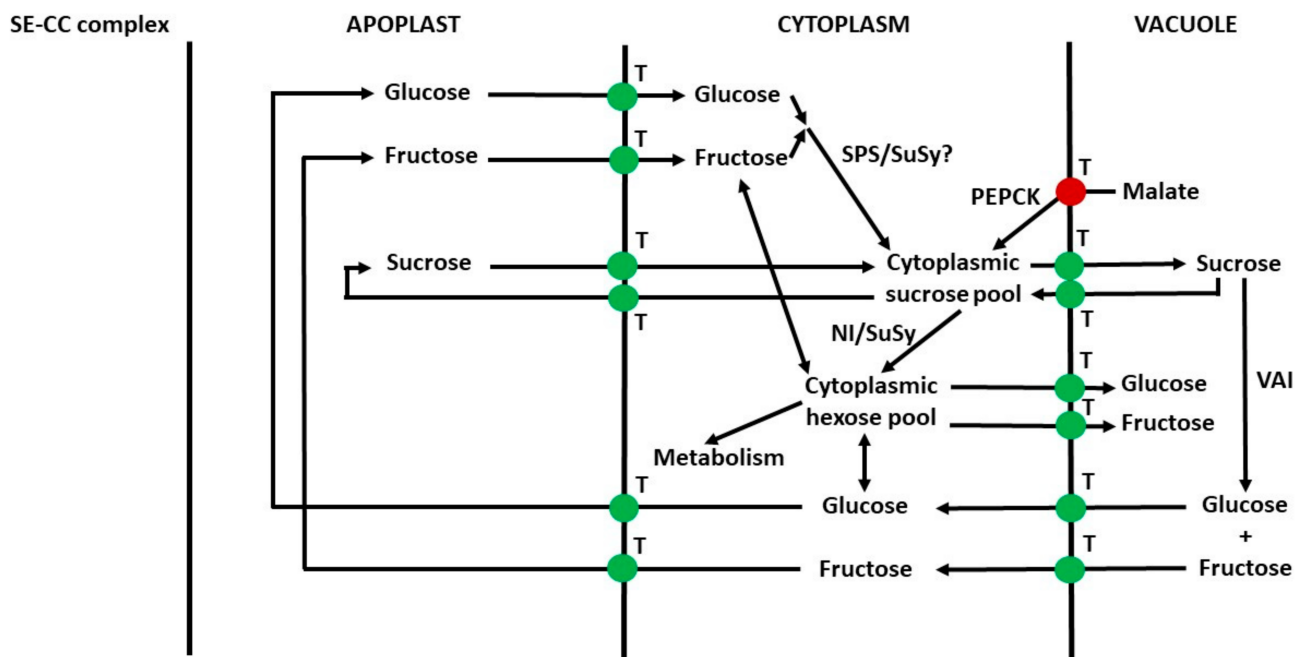 SE-CC complex APOPLAST CYTOPLASM VACUOLE
T
Glucose Glucose
T
Fructose Fructose
SPS/SuSy?
T
PEPCK Malate
T T
Sucrose Cytoplasmic Sucrose
sucrose pool
T T
NI/SuSy
T
Cytoplasmic Glucose VAI
T
hexose pool Fructose
Metabolism
T T
Glucose Glucose
+
T T
Fructose Fructose